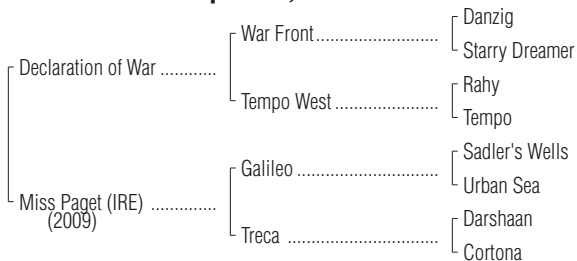 Danzig
War Front
Starry Dreamer
Declaration of War
Rahy
Tempo West
Tempo
Sadler's Wells
Galileo
Urban Sea
Miss Paget (IRE)
(2009)
Darshaan
Treca
Cortona